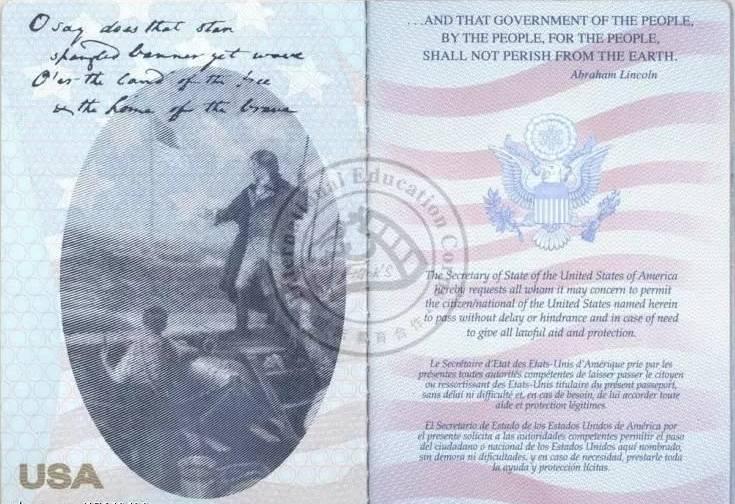 O say does that star
spangled banner yet wave
O'er the land of the free
& the home of the brave
USA
...AND THAT GOVERNMENT OF THE PEOPLE,
BY THE PEOPLE, FOR THE PEOPLE,
SHALL NOT PERISH FROM THE EARTH.
Abraham Lincoln
The Secretary of State of the United States of America
hereby requests all whom it may concern to permit
the citizen/national of the United States named herein
to pass without delay or hindrance and in case of need
to give all lawful aid and protection.
Le Secrétaire d'Etat des Etats-Unis d'Amérique prie par les
présentes toutes autorités compétentes de laisser passer le citoyen
ou ressortissant des Etats-Unis titulaire du présent passeport,
sans délai ni difficulté et, en cas de besoin, de lui accorder toute
aide et protection légitimes.
El Secretario de Estado de los Estados Unidos de América por
el presente solicita a las autoridades competentes permitir el paso
del ciudadano o nacional de los Estados Unidos aquí nombrado,
sin demora ni dificultades, y en caso de necesidad, prestarle toda
la ayuda y protección lícitas.
International Education Co